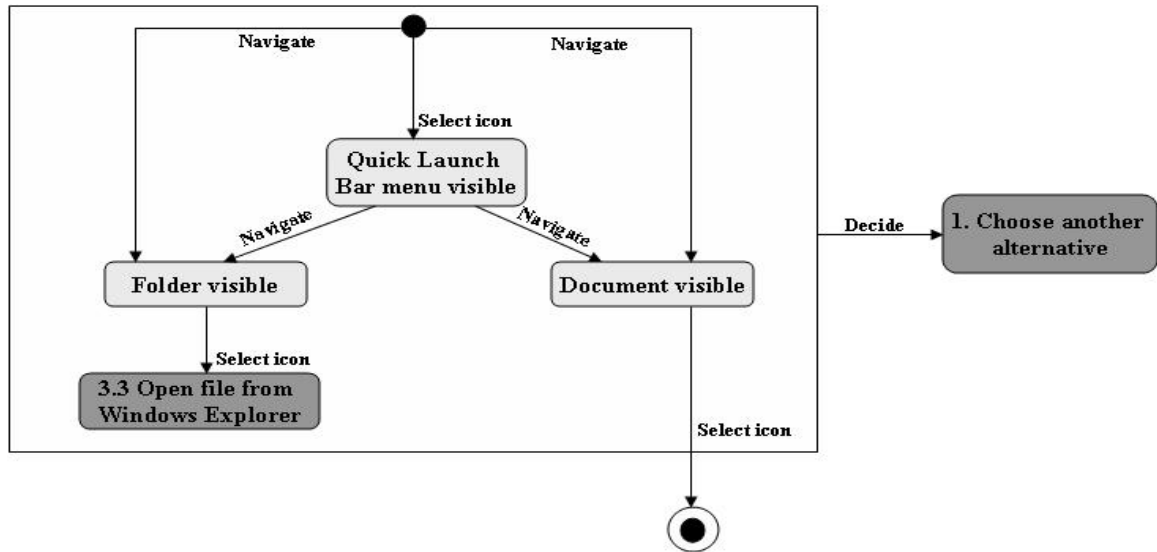 Navigate
Navigate
Select icon
Quick Launch
Bar menu visible
Navigate
Navigate
Decide
1. Choose another
alternative
Folder visible
Document visible
Select icon
3.3 Open file from
Windows Explorer
Select icon